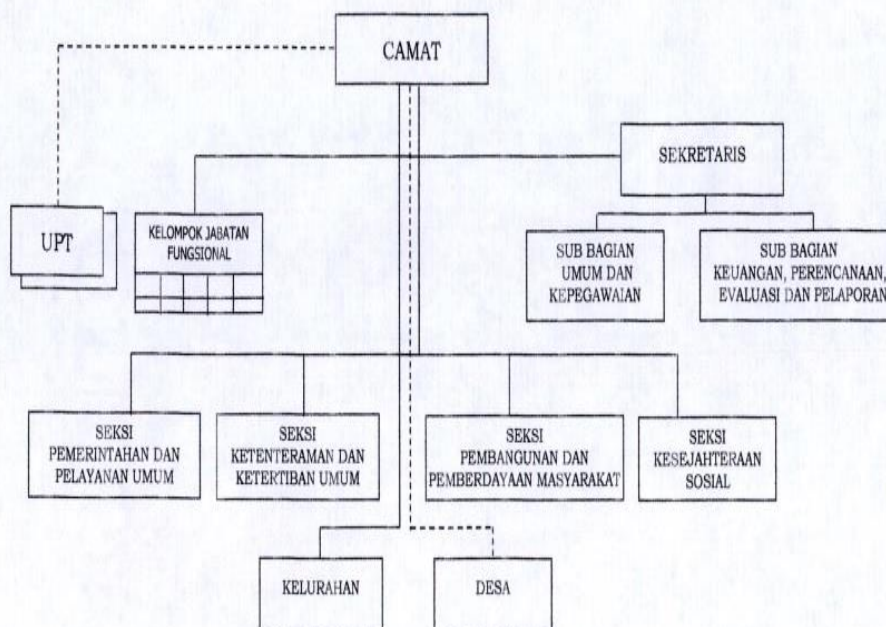 CAMAT
SEKRETARIS
UPT
KELOMPOK JABATAN
FUNGSIONAL
SUB BAGIAN
UMUM DAN
KEPEGAWAIAN
SUB BAGIAN
KEUANGAN, PERENCANAAN,
EVALUASI DAN PELAPORAN
SEKSI
PEMERINTAHAN DAN
PELAYANAN UMUM
SEKSI
KETENTERAMAN DAN
KETERTIBAN UMUM
SEKSI
PEMBANGUNAN DAN
PEMBERDAYAAN MASYARAKAT
SEKSI
KESEJAHTERAAN
SOSIAL
KELURAHAN
DESA